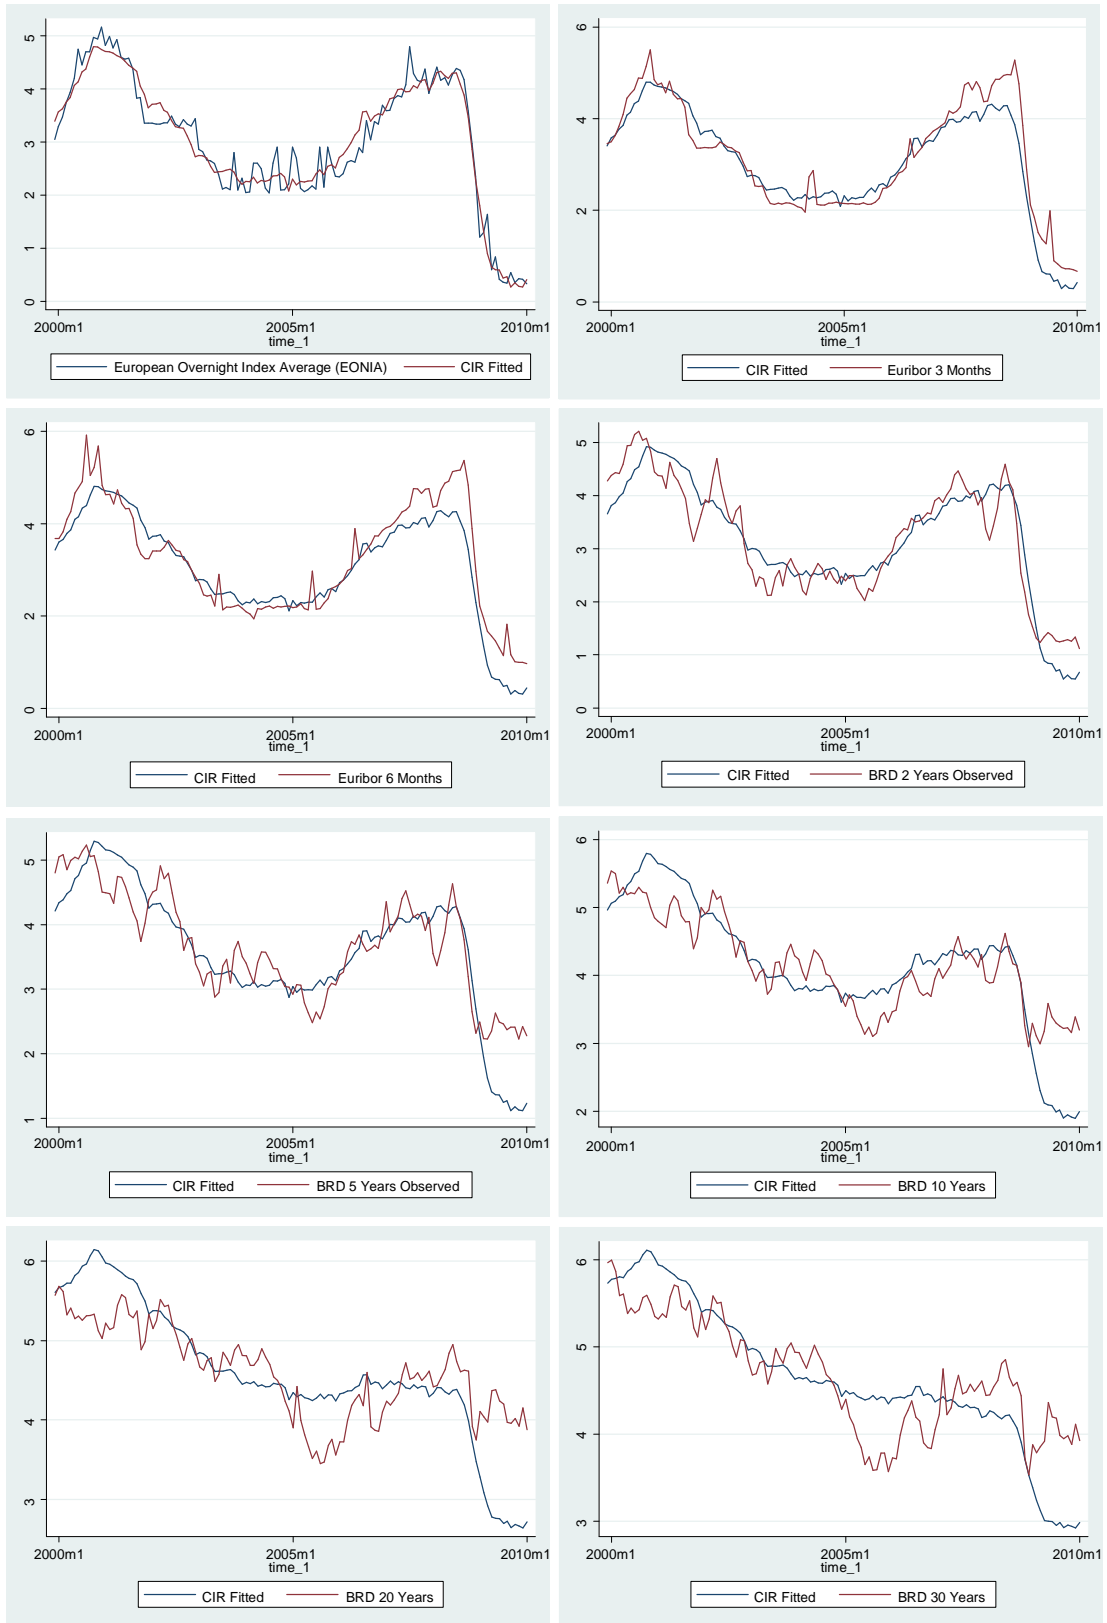 5
4
3
2
1
0
2000m1 2005m1 2010m1
time_1
European Overnight Index Average (EONIA) CIR Fitted
6
4
2
0
2000m1 2005m1 2010m1
time_1
CIR Fitted Euribor 3 Months
6
4
2
0
2000m1 2005m1 2010m1
time_1
CIR Fitted Euribor 6 Months
5
4
3
2
1
0
2000m1 2005m1 2010m1
time_1
CIR Fitted BRD 2 Years Observed
5
4
3
2
1
2000m1 2005m1 2010m1
time_1
CIR Fitted BRD 5 Years Observed
6
5
4
3
2
2000m1 2005m1 2010m1
time_1
CIR Fitted BRD 10 Years
6
5
4
3
2000m1 2005m1 2010m1
time_1
CIR Fitted BRD 20 Years
6
5
4
3
2000m1 2005m1 2010m1
time_1
CIR Fitted BRD 30 Years